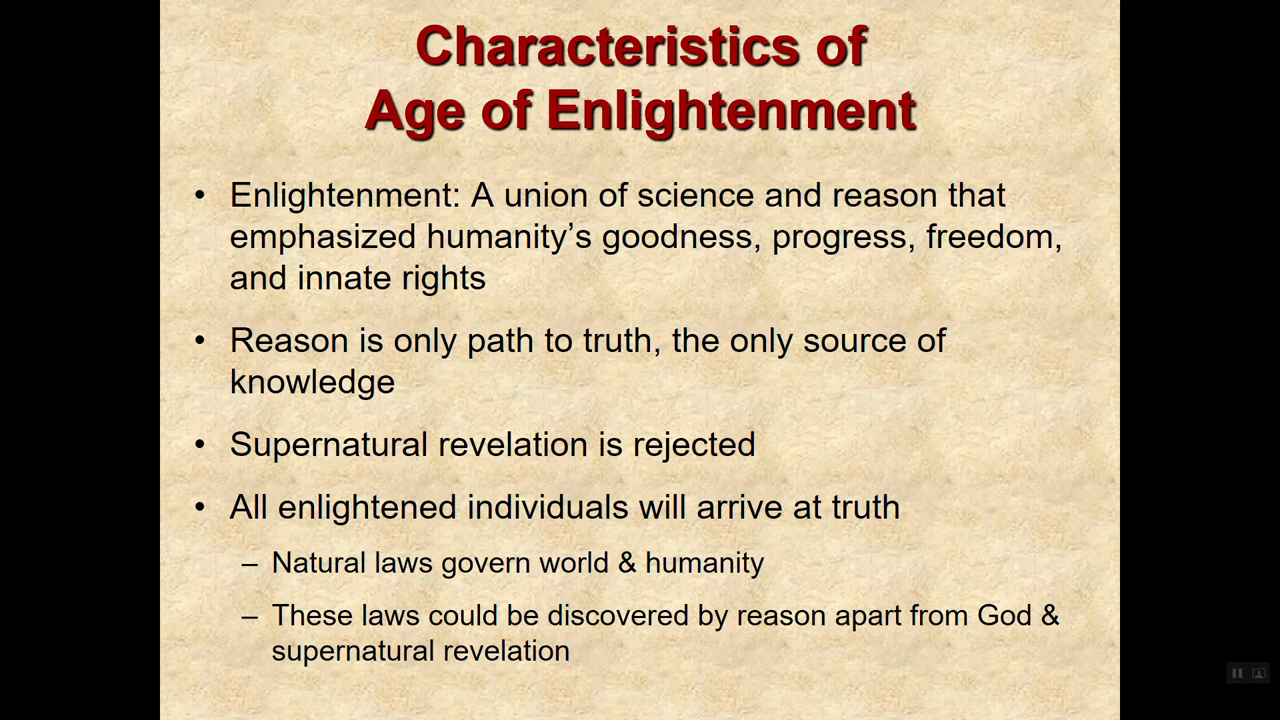 Characteristics of
Age of Enlightenment
• Enlightenment: A union of science and reason that
emphasized humanity’s goodness, progress, freedom,
and innate rights
• Reason is only path to truth, the only source of
knowledge
• Supernatural revelation is rejected
• All enlightened individuals will arrive at truth
– Natural laws govern world & humanity
– These laws could be discovered by reason apart from God &
supernatural revelation